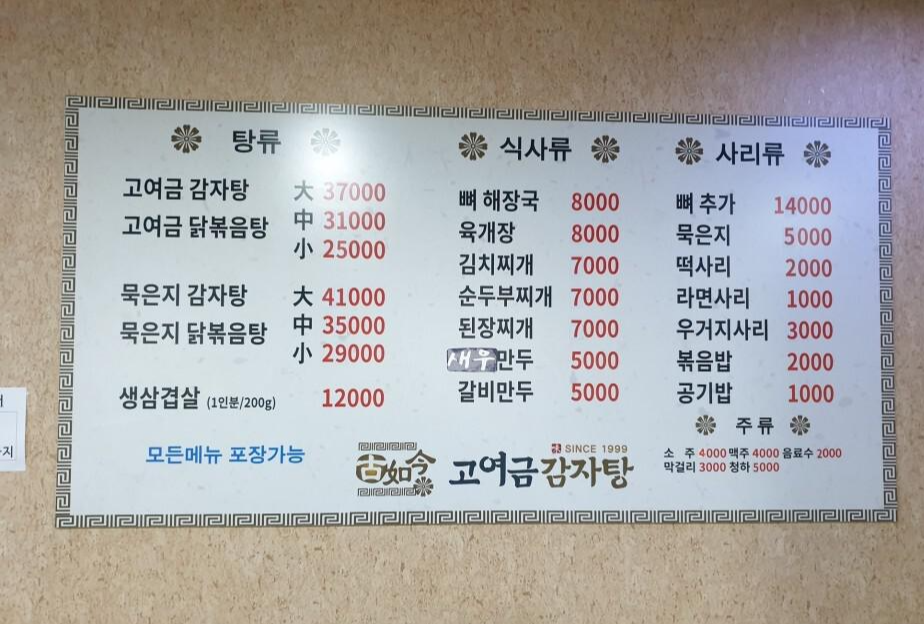 탕류
고여금 감자탕 大 37000
고여금 닭볶음탕 中 31000
小 25000
묵은지 감자탕 大 41000
묵은지 닭볶음탕 中 35000
小 29000
생삼겹살 (1인분/200g) 12000
모든메뉴 포장가능
식사류
뼈 해장국 8000
육개장 8000
김치찌개 7000
순두부찌개 7000
된장찌개 7000
새우만두 5000
갈비만두 5000
사리류
뼈 추가 14000
묵은지 5000
떡사리 2000
라면사리 1000
우거지사리 3000
볶음밥 2000
공기밥 1000
주류
소 주 4000 맥주 4000 음료수 2000
막걸리 3000 청하 5000
古如今
SINCE 1999
고여금 감자탕